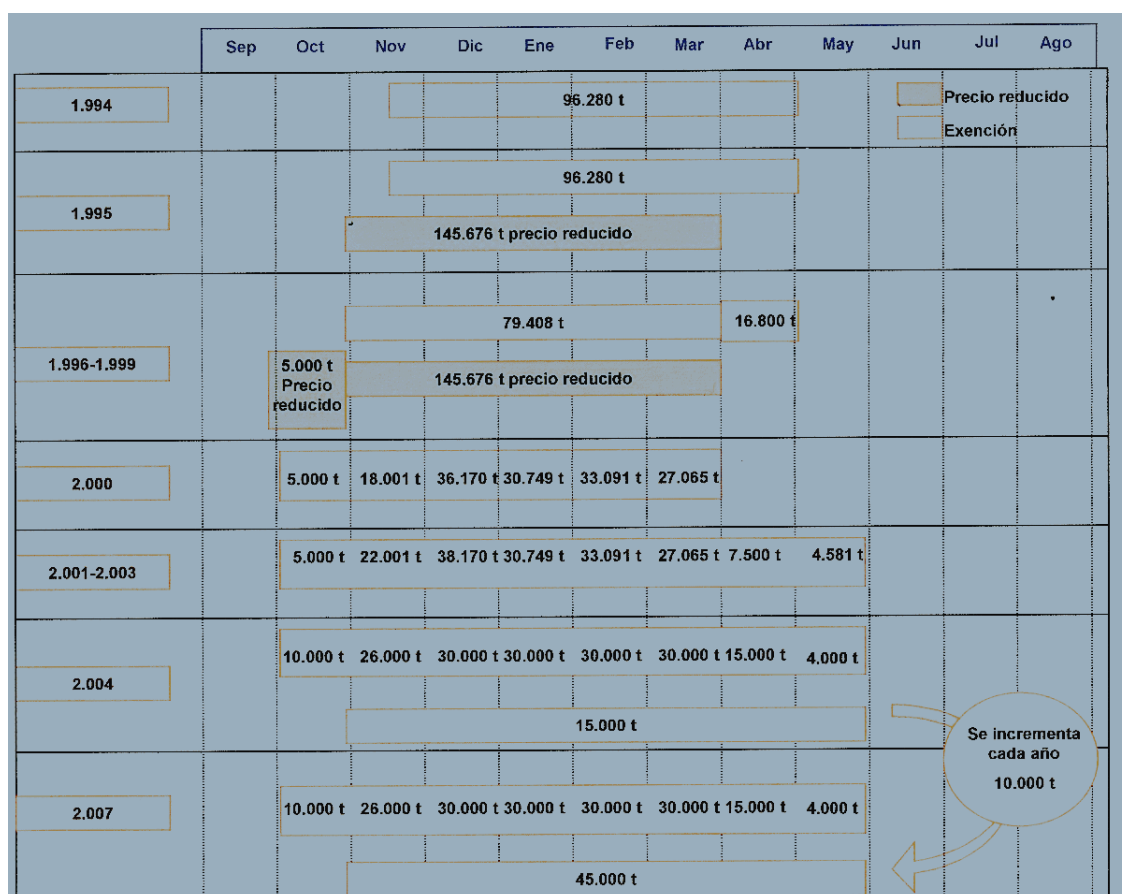 Sep Oct Nov Dic Ene Feb Mar Abr May Jun Jul Ago
1.994 96.280 t Precio reducido
Exención
96.280 t
1.995
145.676 t precio reducido
79.408 t 16.800 t
1.996-1.999
5.000 t
Precio
reducido
145.676 t precio reducido
2.000 5.000 t 18.001 t 36.170 t 30.749 t 33.091 t 27.065 t
5.000 t 22.001 t 38.170 t 30.749 t 33.091 t 27.065 t 7.500 t 4.581 t
2.001-2.003
10.000 t 26.000 t 30.000 t 30.000 t 30.000 t 30.000 t 15.000 t 4.000 t
2.004
15.000 t
Se incrementa
cada año
10.000 t
2.007 10.000 t 26.000 t 30.000 t 30.000 t 30.000 t 30.000 t 15.000 t 4.000 t
45.000 t